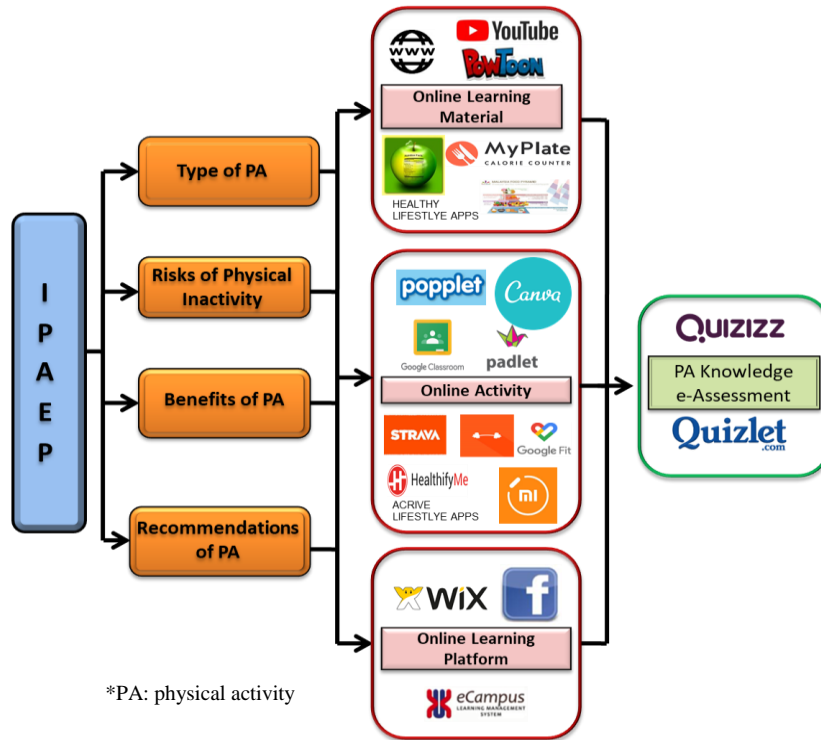 I
P
A
E
P
Type of PA
Risks of Physical
Inactivity
Benefits of PA
Recommendations
of PA
WWW
YouTube
POWTOON
Online Learning
Material
MyPlate
CALORIE COUNTER
HEALTHY
LIFESTLYE APPS
popplet
Canva
Google Classroom
padlet
Online Activity
STRAVA
Google Fit
HealthifyMe
ACRIVE
LIFESTLYE APPS
mi
WiX
f
Online Learning
Platform
eCampus
LEARNING MANAGEMENT
SYSTEM
QUIZIZZ
PA Knowledge
e-Assessment
Quizlet
.com
*PA: physical activity